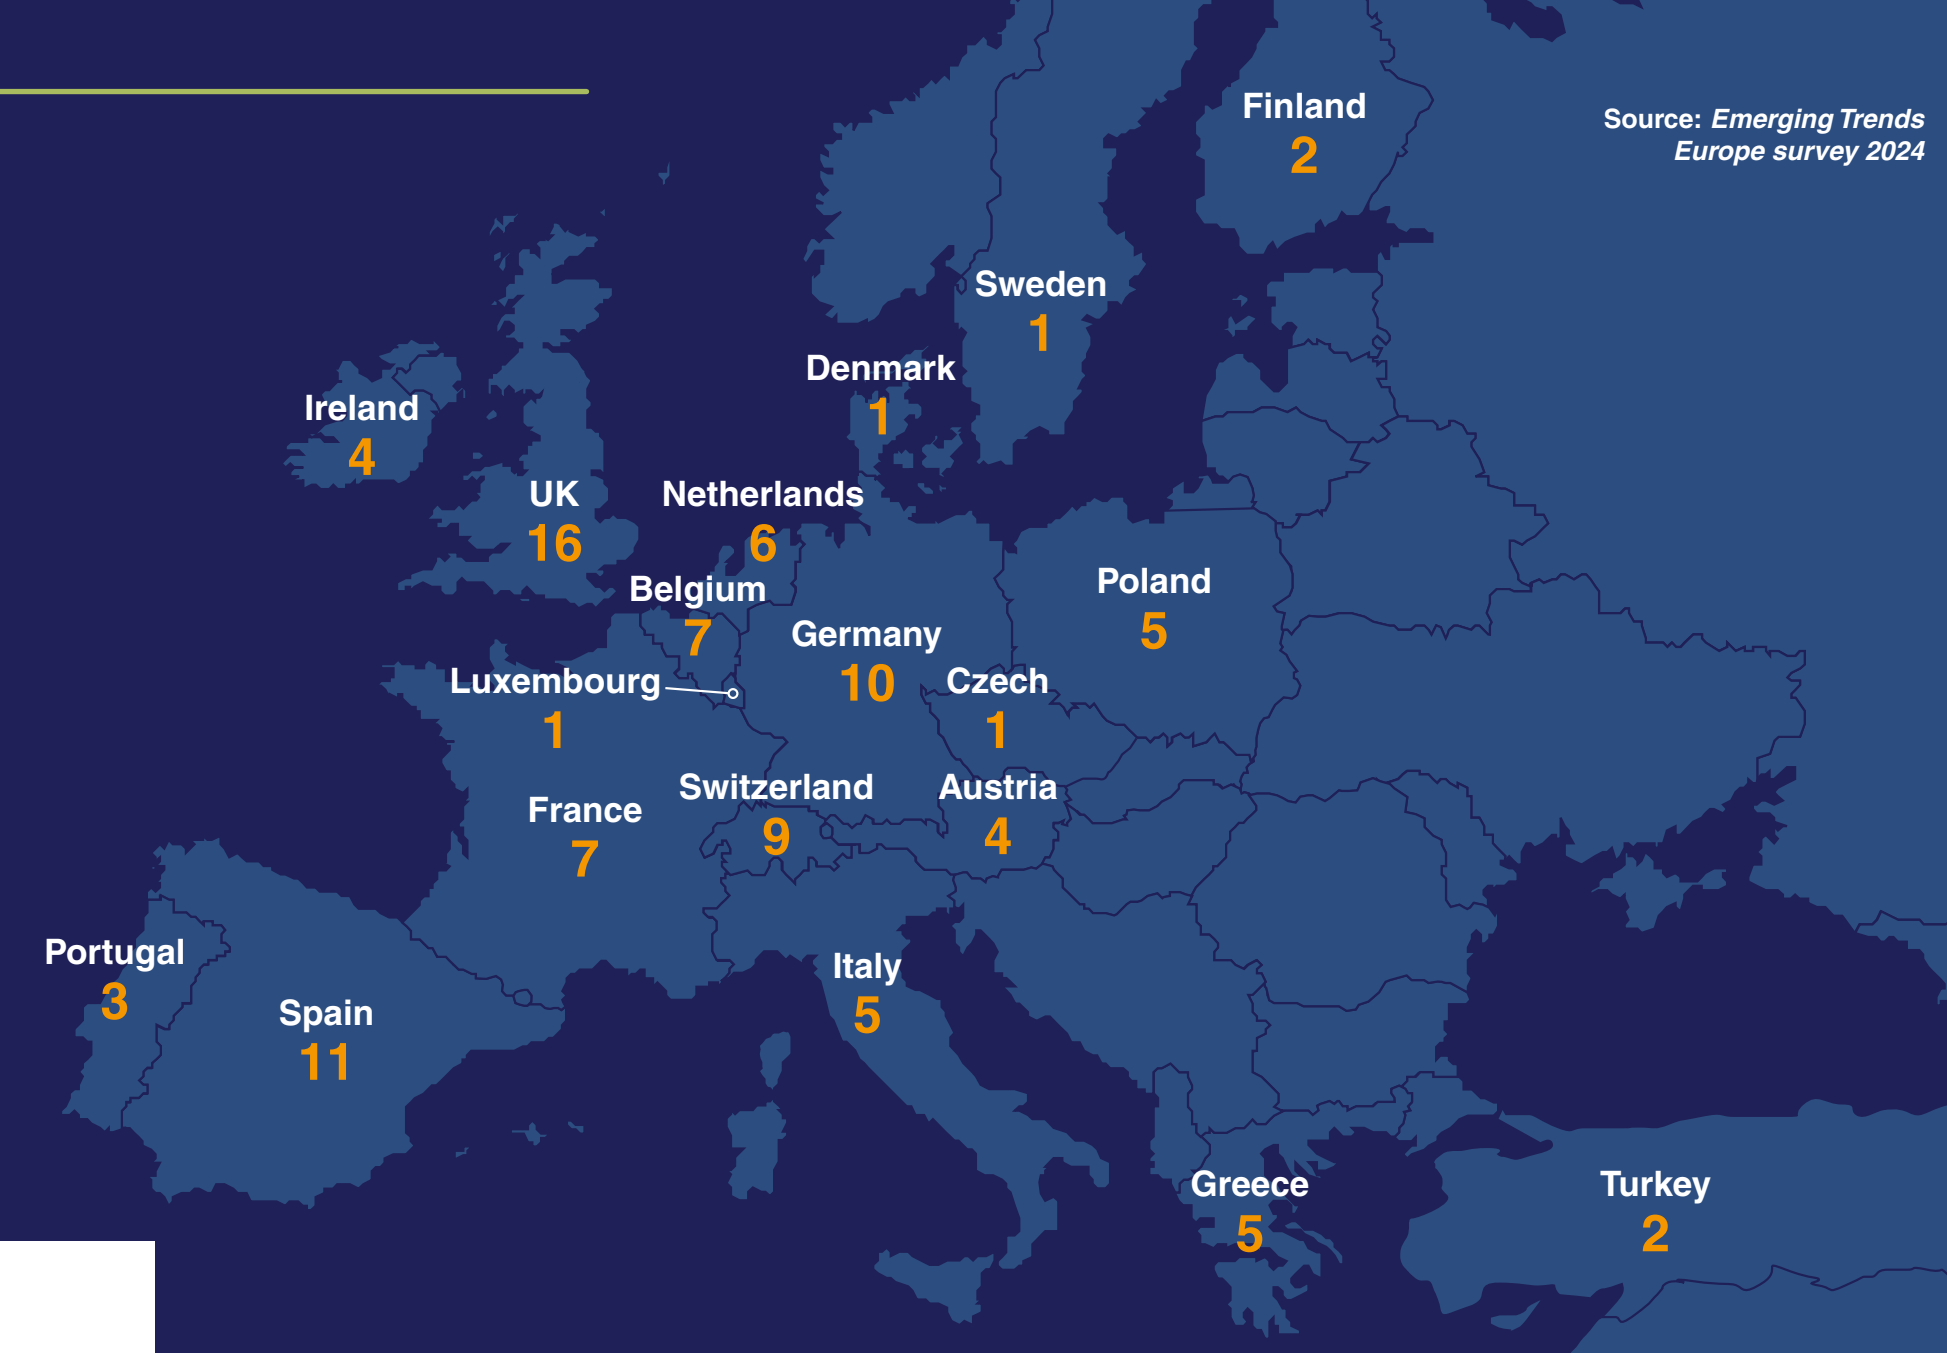 Finland
2
Source: Emerging Trends
Europe survey 2024
Sweden
1
Denmark
1
Ireland
4
UK
16
Netherlands
6
Belgium
7
Poland
5
Germany
10
Luxembourg
1
Czech
1
Switzerland
9
Austria
4
France
7
Portugal
3
Italy
5
Spain
11
Greece
5
Turkey
2